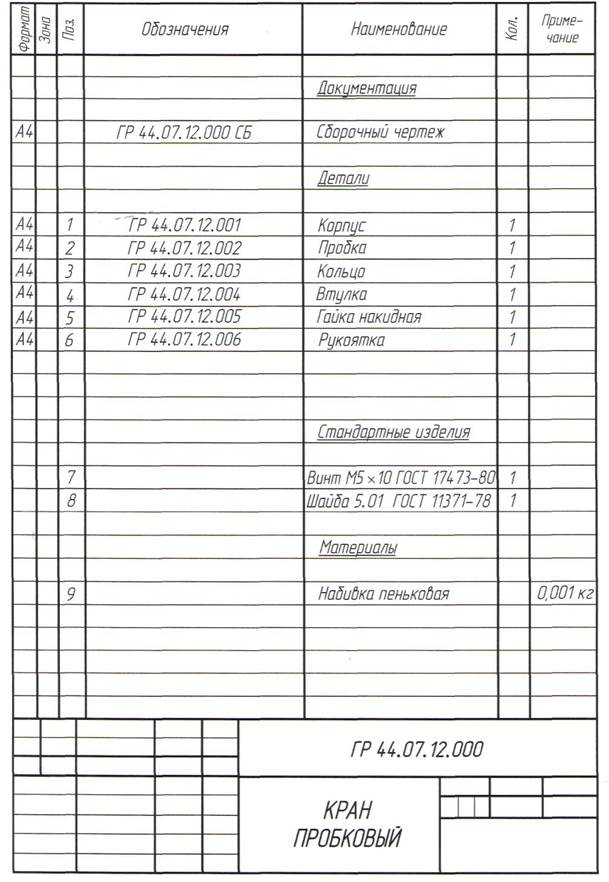 Формат Зона Поз. Обозначения Наименование Кол. Приме-
чание
Документация
А4 ГР 44.07.12.000 СБ Сборочный чертеж
Детали
А4 1 ГР 44.07.12.001 Корпус 1
А4 2 ГР 44.07.12.002 Пробка 1
А4 3 ГР 44.07.12.003 Кольцо 1
А4 4 ГР 44.07.12.004 Втулка 1
А4 5 ГР 44.07.12.005 Гайка накидная 1
А4 6 ГР 44.07.12.006 Рукоятка 1
Стандартные изделия
7 Винт М5×10 ГОСТ 17473-80 1
8 Шайба 5.01 ГОСТ 11371-78 1
Материалы
9 Набивка пеньковая 0,001 кг
ГР 44.07.12.000
КРАН
ПРОБКОВЫЙ